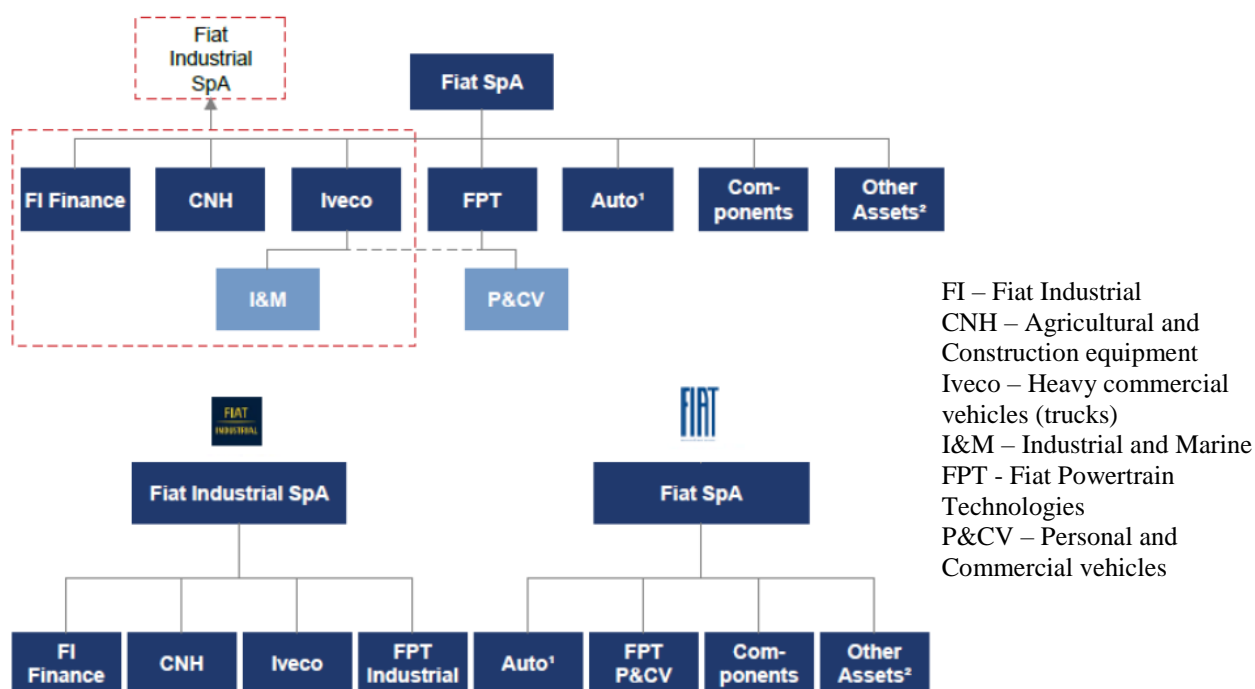 Fiat
Industrial
SpA
Fiat SpA
FI Finance
CNH
Iveco
FPT
Auto¹
Com-
ponents
Other
Assets²
I&M
P&CV
FI – Fiat Industrial
CNH – Agricultural and
Construction equipment
Iveco – Heavy commercial
vehicles (trucks)
I&M – Industrial and Marine
FPT - Fiat Powertrain
Technologies
P&CV – Personal and
Commercial vehicles
FIAT
INDUSTRIAL
FIAT
Fiat Industrial SpA
Fiat SpA
FI
Finance
CNH
Iveco
FPT
Industrial
Auto¹
FPT
P&CV
Com-
ponents
Other
Assets²